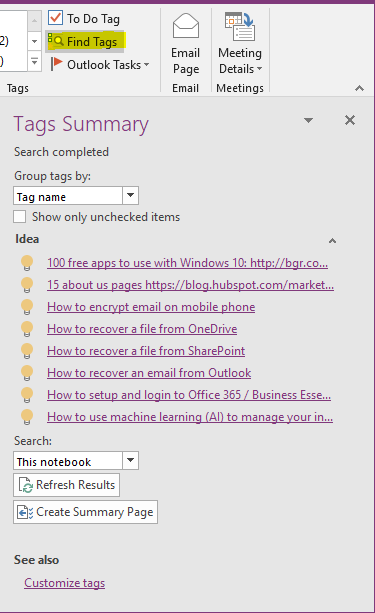 To Do Tag
2)
Find Tags
)
Outlook Tasks
Email
Page
Meeting
Details
Tags
Email
Meetings
Tags Summary
Search completed
Group tags by:
Tag name
Show only unchecked items
Idea
100 free apps to use with Windows 10: http://bgr.co...
15 about us pages https://blog.hubspot.com/market...
How to encrypt email on mobile phone
How to recover a file from OneDrive
How to recover a file from SharePoint
How to recover an email from Outlook
How to setup and login to Office 365 / Business Esse...
How to use machine learning (AI) to manage your in...
Search:
This notebook
Refresh Results
Create Summary Page
See also
Customize tags